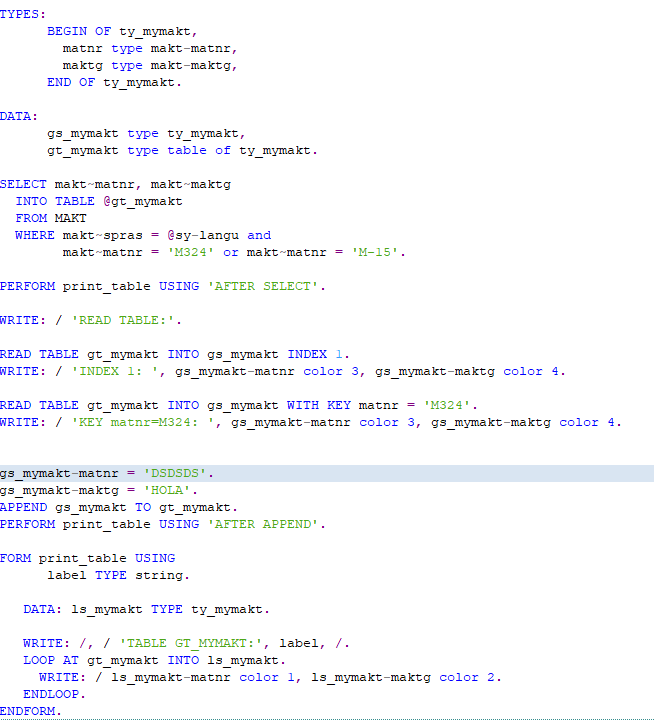 TYPES:
      BEGIN OF ty_mymakt,
        matnr type makt-matnr,
        maktg type makt-maktg,
      END OF ty_mymakt.

DATA:
      gs_mymakt type ty_mymakt,
      gt_mymakt type table of ty_mymakt.

SELECT makt~matnr, makt~maktg
  INTO TABLE @gt_mymakt
  FROM MAKT
  WHERE makt~spras = @sy-langu and
        makt~matnr = 'M324' or makt~matnr = 'M-15'.

PERFORM print_table USING 'AFTER SELECT'.

WRITE: / 'READ TABLE:'.

READ TABLE gt_mymakt INTO gs_mymakt INDEX 1.
WRITE: / 'INDEX 1: ', gs_mymakt-matnr color 3, gs_mymakt-maktg color 4.

READ TABLE gt_mymakt INTO gs_mymakt WITH KEY matnr = 'M324'.
WRITE: / 'KEY matnr=M324: ', gs_mymakt-matnr color 3, gs_mymakt-maktg color 4.


gs_mymakt-matnr = 'DSDSDS'.
gs_mymakt-maktg = 'HOLA'.
APPEND gs_mymakt TO gt_mymakt.
PERFORM print_table USING 'AFTER APPEND'.

FORM print_table USING
      label TYPE string.

   DATA: ls_mymakt TYPE ty_mymakt.

   WRITE: /, / 'TABLE GT_MYMAKT:', label, /.
   LOOP AT gt_mymakt INTO ls_mymakt.
     WRITE: / ls_mymakt-matnr color 1, ls_mymakt-maktg color 2.
   ENDLOOP.
ENDFORM.